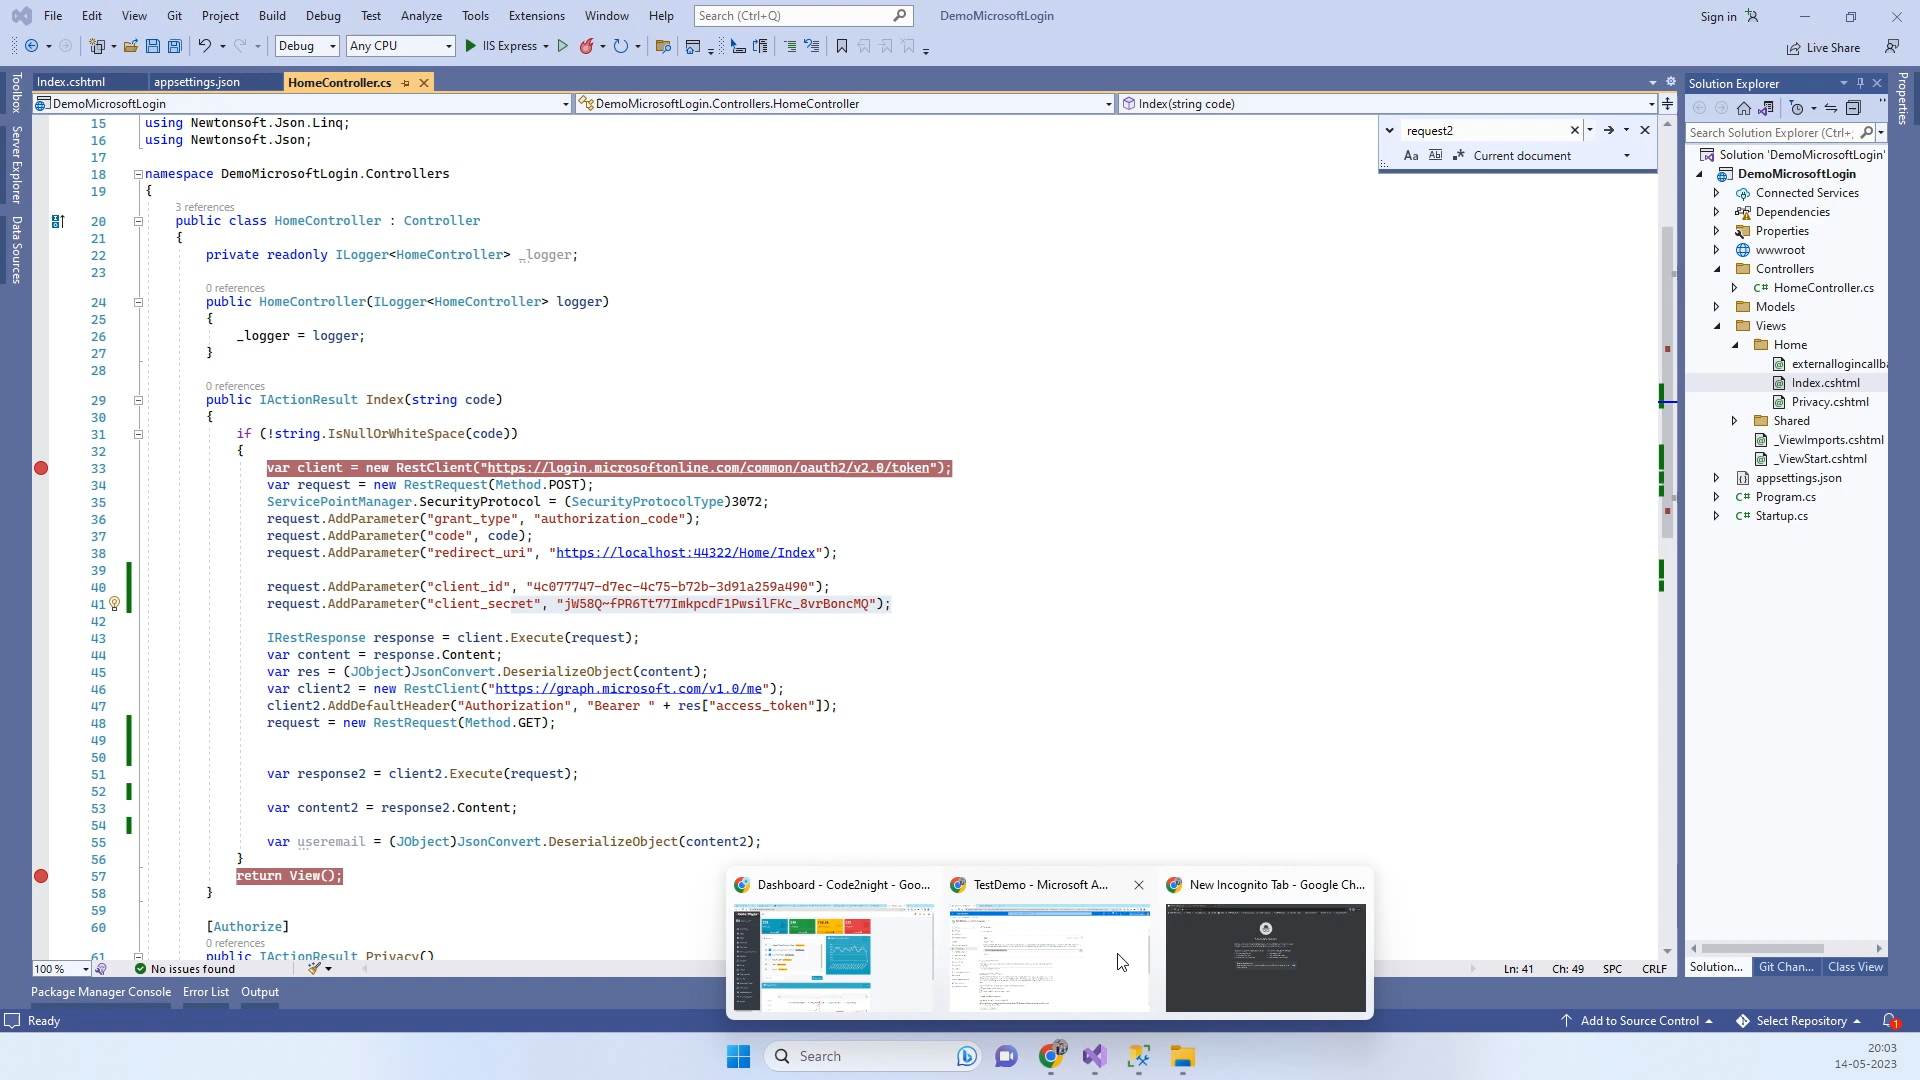 File Edit View Git Project Build Debug Test Analyze Tools Extensions Window Help Search (Ctrl+Q) DemoMicrosoftLogin Sign in
Debug Any CPU IIS Express Live Share
Index.cshtml appsettings.json HomeController.cs
DemoMicrosoftLogin DemoMicrosoftLogin.Controllers.HomeController Index(string code)
Toolbox
Server Explorer
Data Sources
15 using Newtonsoft.Json.Linq;
16 using Newtonsoft.Json;
17
18 namespace DemoMicrosoftLogin.Controllers
19 {
3 references
20 public class HomeController : Controller
21 {
22 private readonly ILogger<HomeController> _logger;
23
0 references
24 public HomeController(ILogger<HomeController> logger)
25 {
26 _logger = logger;
27 }
28
0 references
29 public IActionResult Index(string code)
30 {
31 if (!string.IsNullOrWhiteSpace(code))
32 {
33 var client = new RestClient("https://login.microsoftonline.com/common/oauth2/v2.0/token");
34 var request = new RestRequest(Method.POST);
35 ServicePointManager.SecurityProtocol = (SecurityProtocolType)3072;
36 request.AddParameter("grant_type", "authorization_code");
37 request.AddParameter("code", code);
38 request.AddParameter("redirect_uri", "https://localhost:44322/Home/Index");
39
40 request.AddParameter("client_id", "4c077747-d7ec-4c75-b72b-3d91a259a490");
41 request.AddParameter("client_secret", "jW58Q~fPR6Tt77ImkpcdF1PwsilFKc_8vrBoncMQ");
42
43 IRestResponse response = client.Execute(request);
44 var content = response.Content;
45 var res = (JObject)JsonConvert.DeserializeObject(content);
46 var client2 = new RestClient("https://graph.microsoft.com/v1.0/me");
47 client2.AddDefaultHeader("Authorization", "Bearer " + res["access_token"]);
48 request = new RestRequest(Method.GET);
49
50
51 var response2 = client2.Execute(request);
52
53 var content2 = response2.Content;
54
55 var useremail = (JObject)JsonConvert.DeserializeObject(content2);
56 }
57 return View();
58 }
59
60 [Authorize]
0 references
61 public IActionResult Privacy()
request2
Aa Ab Current document
Solution Explorer
Search Solution Explorer (Ctrl+;
Solution 'DemoMicrosoftLogin'
DemoMicrosoftLogin
Connected Services
Dependencies
Properties
wwwroot
Controllers
C# HomeController.cs
Models
Views
Home
externallogincallba
Index.cshtml
Privacy.cshtml
Shared
_ViewImports.cshtml
_ViewStart.cshtml
appsettings.json
C# Program.cs
C# Startup.cs
Properties
Solution... Git Chan... Class View
100 % No issues found Ln: 41 Ch: 49 SPC CRLF
Package Manager Console Error List Output
Dashboard - Code2night - Goo... TestDemo - Microsoft A... New Incognito Tab - Google Ch...
Ready Add to Source Control Select Repository 1
Search
20:03
14-05-2023